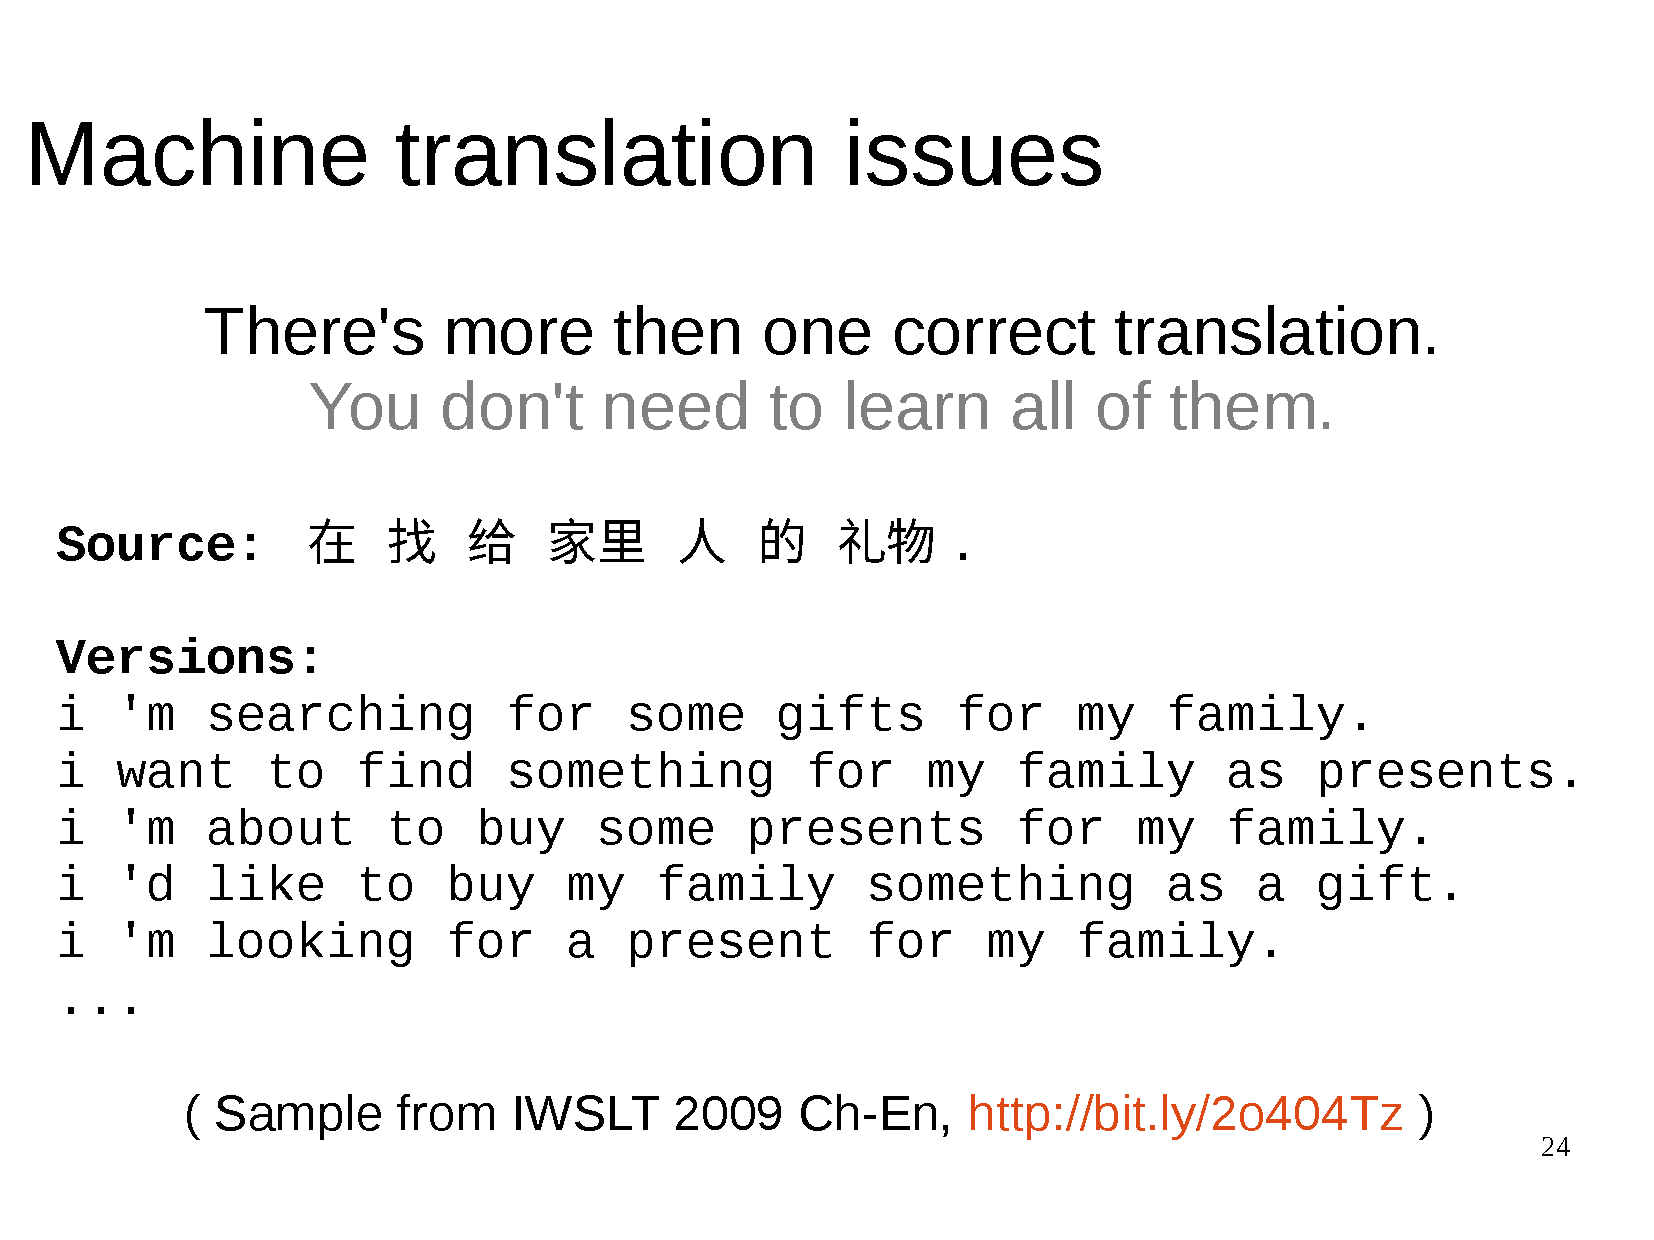 Machine translation issues
There's more then one correct translation.
You don't need to learn all of them.
Source: 在 找 给 家里 人 的 礼物 .
Versions:
i 'm searching for some gifts for my family.
i want to find something for my family as presents.
i 'm about to buy some presents for my family.
i 'd like to buy my family something as a gift.
i 'm looking for a present for my family.
...
( Sample from IWSLT 2009 Ch-En, http://bit.ly/2o404Tz )
24